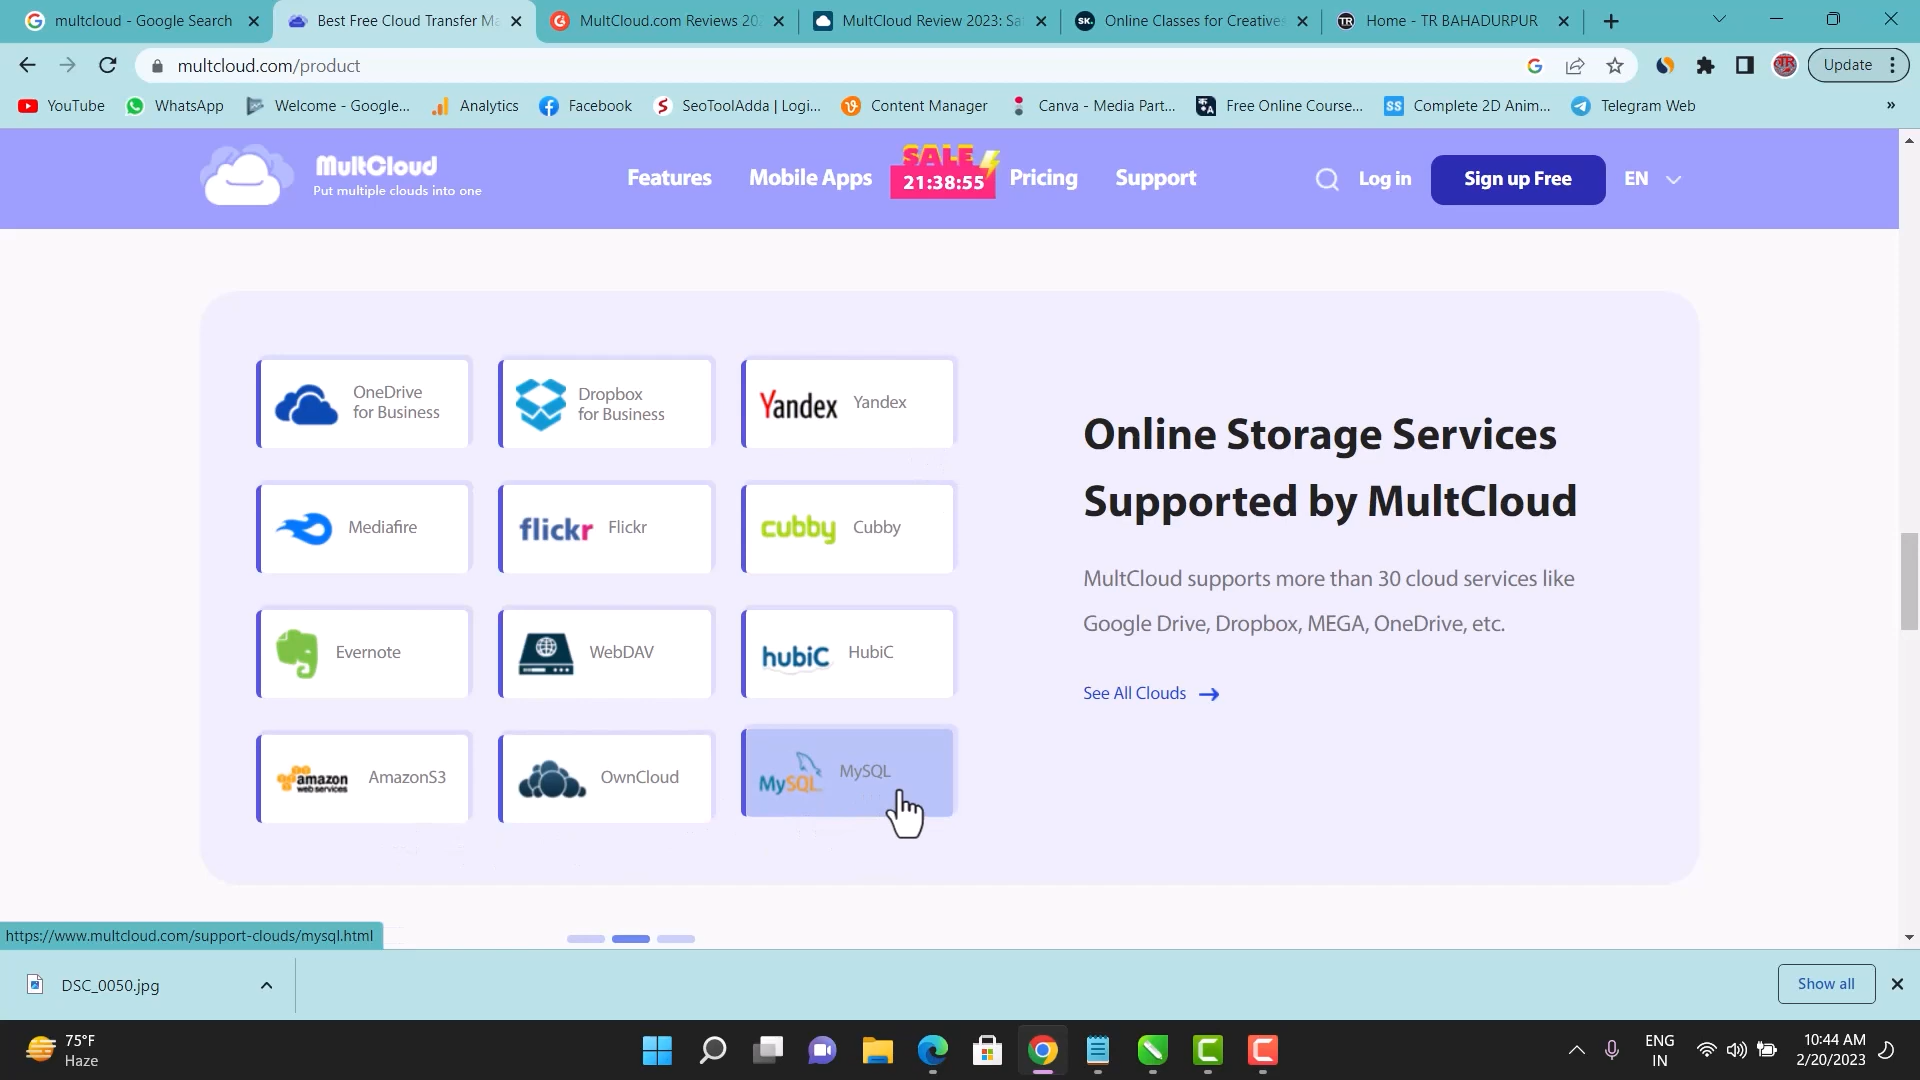 multcloud - Google Search
Best Free Cloud Transfer Ma
MultCloud.com Reviews 202
MultCloud Review 2023: Sa
Online Classes for Creatives
Home - TR BAHADURPUR
multcloud.com/product
Update
YouTube
WhatsApp
Welcome - Google...
Analytics
Facebook
SeoToolAdda | Logi...
Content Manager
Canva - Media Part...
Free Online Course...
Complete 2D Anim...
Telegram Web
»
MultCloud
Put multiple clouds into one
Features
Mobile Apps
SALE
21:38:55
Pricing
Support
Log in
Sign up Free
EN
OneDrive
for Business
Dropbox
for Business
Yandex Yandex
Mediafire
flickr Flickr
cubby Cubby
Evernote
WebDAV
hubiC HubiC
amazon
web services
AmazonS3
OwnCloud
MySQL MySQL
Online Storage Services
Supported by MultCloud
MultCloud supports more than 30 cloud services like
Google Drive, Dropbox, MEGA, OneDrive, etc.
See All Clouds
https://www.multcloud.com/support-clouds/mysql.html
DSC_0050.jpg
Show all
75°F
Haze
ENG
IN
10:44 AM
2/20/2023